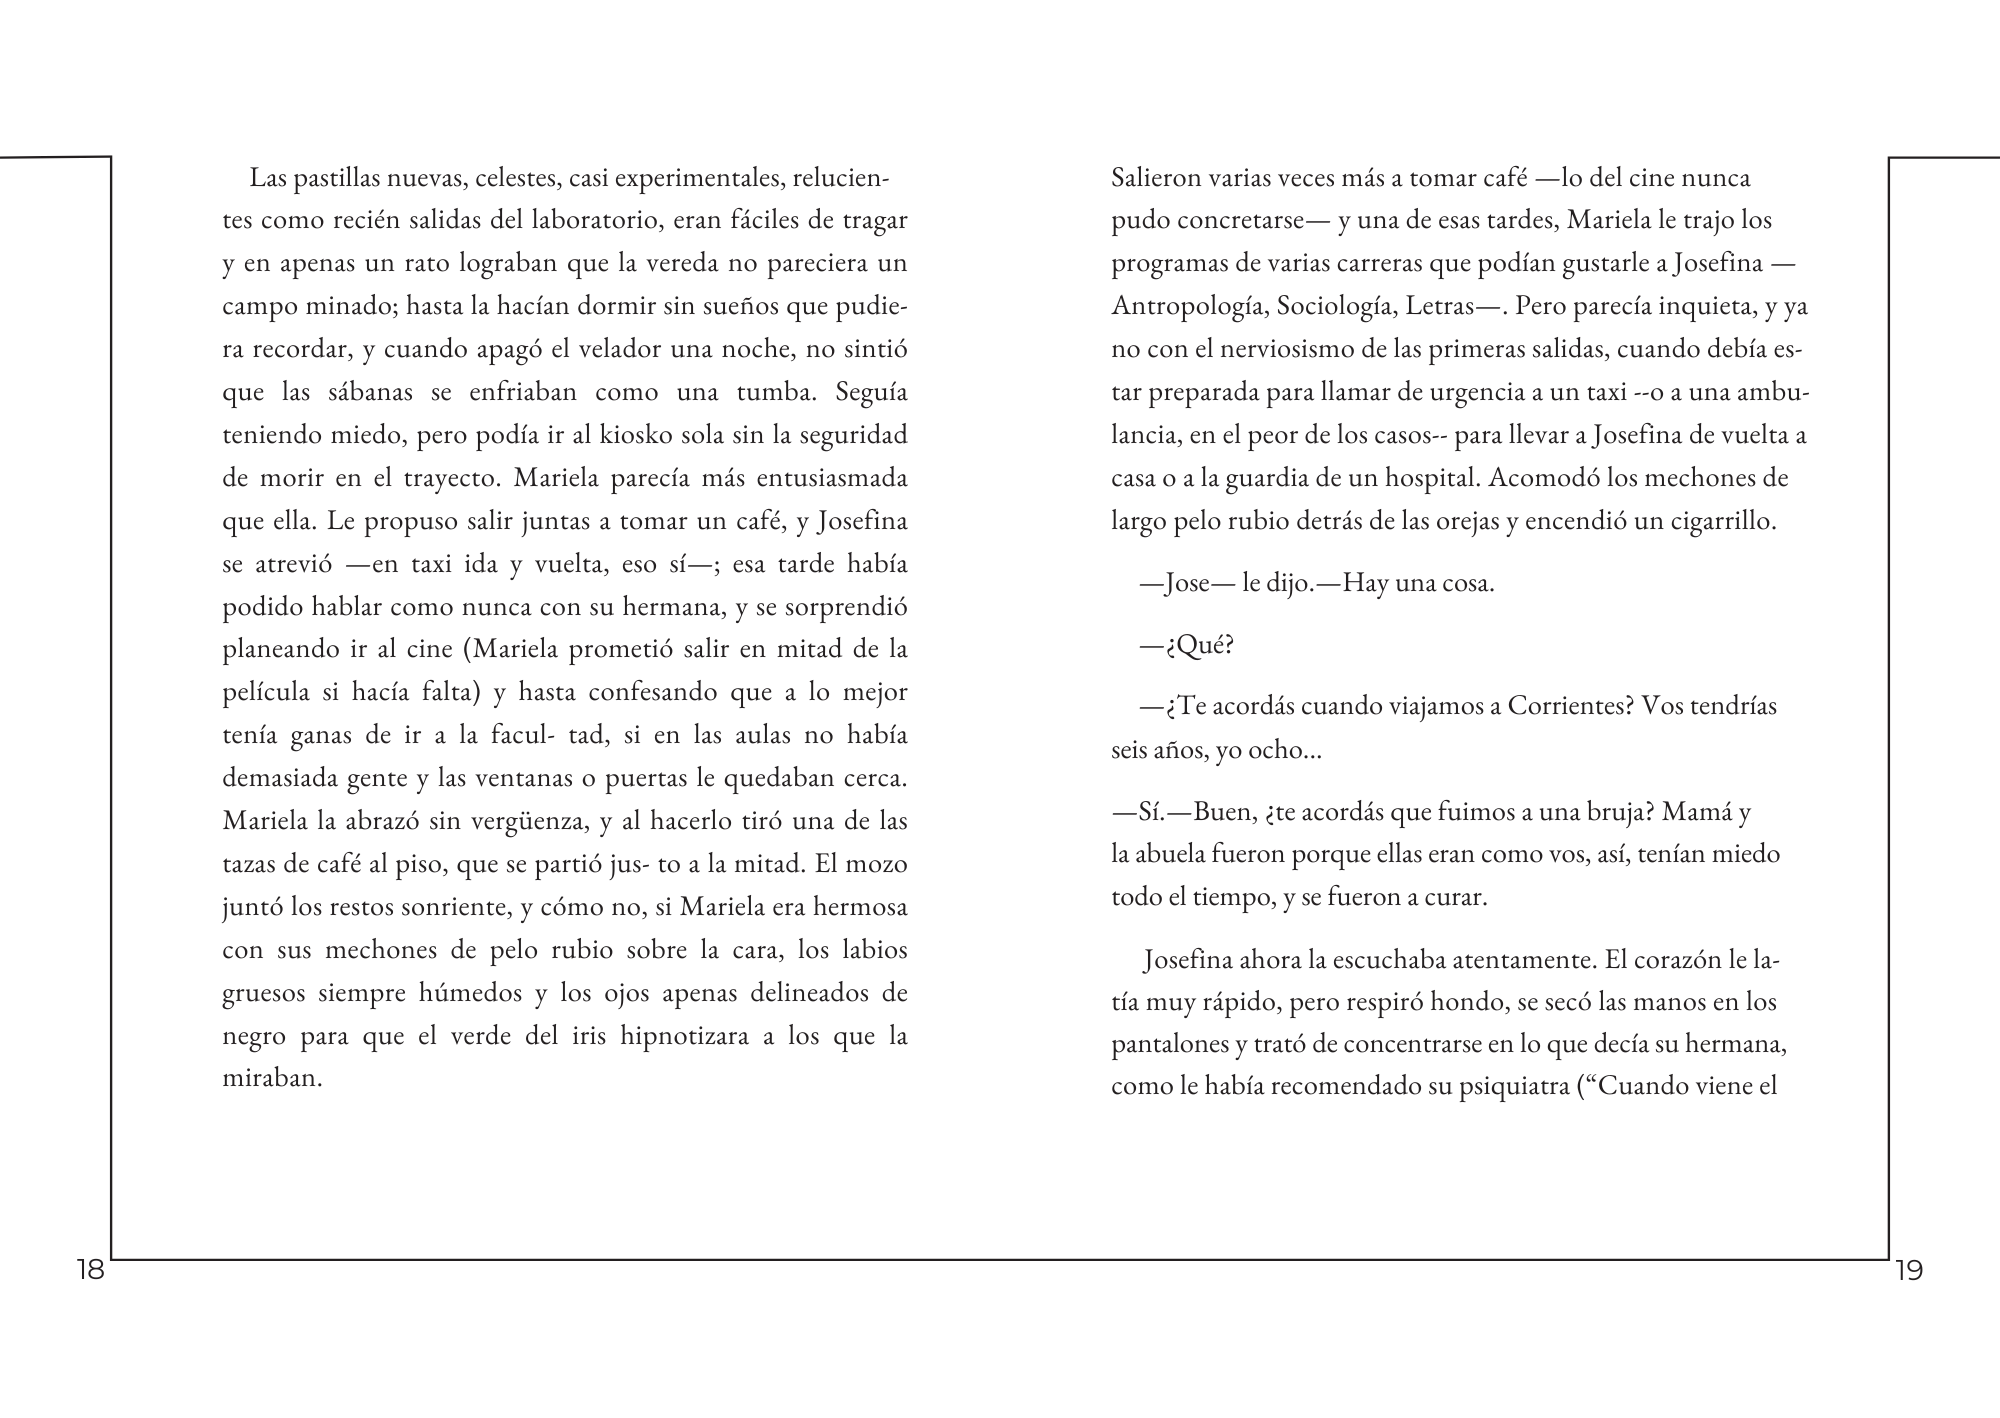 Las pastillas nuevas, celestes, casi experimentales, relucien-
tes como recién salidas del laboratorio, eran fáciles de tragar
y en apenas un rato lograban que la vereda no pareciera un
campo minado; hasta la hacían dormir sin sueños que pudie-
ra recordar, y cuando apagó el velador una noche, no sintió
que las sábanas se enfriaban como una tumba. Seguía
teniendo miedo, pero podía ir al kiosko sola sin la seguridad
de morir en el trayecto. Mariela parecía más entusiasmada
que ella. Le propuso salir juntas a tomar un café, y Josefina
se atrevió —en taxi ida y vuelta, eso sí—; esa tarde había
podido hablar como nunca con su hermana, y se sorprendió
planeando ir al cine (Mariela prometió salir en mitad de la
película si hacía falta) y hasta confesando que a lo mejor
tenía ganas de ir a la facul- tad, si en las aulas no había
demasiada gente y las ventanas o puertas le quedaban cerca.
Mariela la abrazó sin vergüenza, y al hacerlo tiró una de las
tazas de café al piso, que se partió jus- to a la mitad. El mozo
juntó los restos sonriente, y cómo no, si Mariela era hermosa
con sus mechones de pelo rubio sobre la cara, los labios
gruesos siempre húmedos y los ojos apenas delineados de
negro para que el verde del iris hipnotizara a los que la
miraban.
18
Salieron varias veces más a tomar café —lo del cine nunca
pudo concretarse— y una de esas tardes, Mariela le trajo los
programas de varias carreras que podían gustarle a Josefina —
Antropología, Sociología, Letras—. Pero parecía inquieta, y ya
no con el nerviosismo de las primeras salidas, cuando debía es-
tar preparada para llamar de urgencia a un taxi --o a una ambu-
lancia, en el peor de los casos-- para llevar a Josefina de vuelta a
casa o a la guardia de un hospital. Acomodó los mechones de
largo pelo rubio detrás de las orejas y encendió un cigarrillo.
—Jose— le dijo.—Hay una cosa.
—¿Qué?
—¿Te acordás cuando viajamos a Corrientes? Vos tendrías
seis años, yo ocho...
—Sí.—Buen, ¿te acordás que fuimos a una bruja? Mamá y
la abuela fueron porque ellas eran como vos, así, tenían miedo
todo el tiempo, y se fueron a curar.
Josefina ahora la escuchaba atentamente. El corazón le la-
tía muy rápido, pero respiró hondo, se secó las manos en los
pantalones y trató de concentrarse en lo que decía su hermana,
como le había recomendado su psiquiatra (“Cuando viene el
19